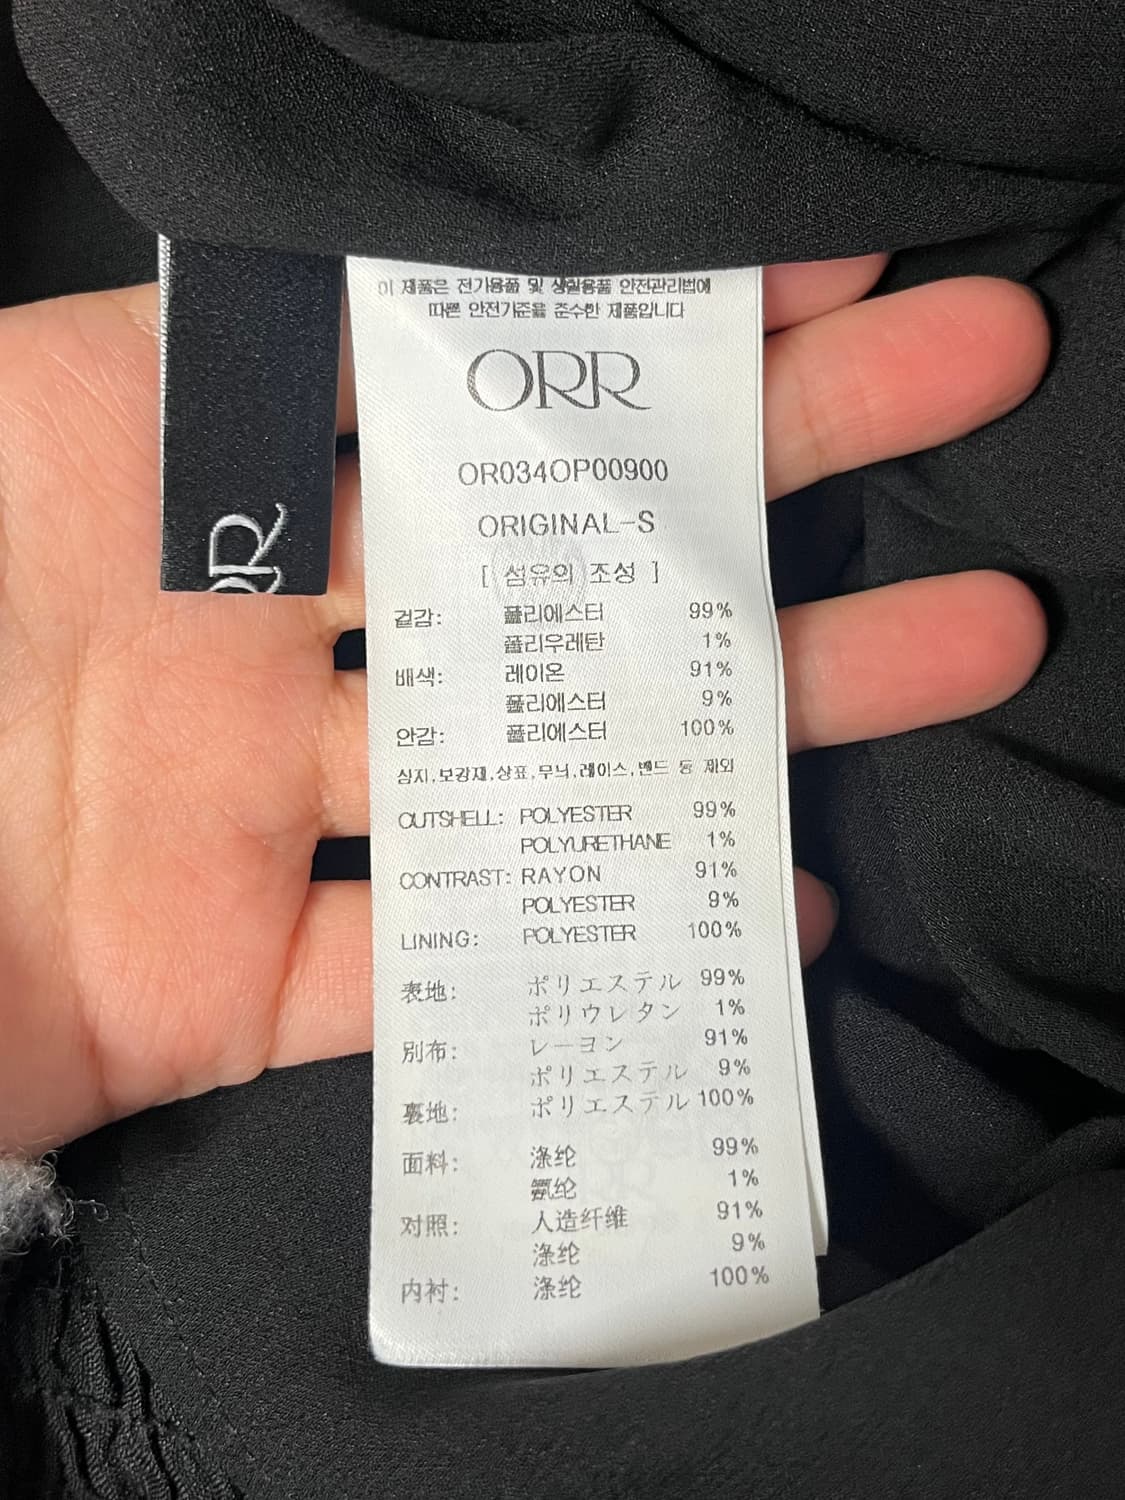 이 제품은 전기용품 및 생활용품 안전관리법에
따른 안전기준을 준수한 제품입니다
ORR
OR034OP00900
ORIGINAL-S
[ 섬유의 조성 ]
겉감: 폴리에스터 99%
폴리우레탄 1%
배색: 레이온 91%
폴리에스터 9%
안감: 폴리에스터 100%
심지,보강재,상표,무늬,레이스,밴드 등 제외
OUTSHELL: POLYESTER 99%
POLYURETHANE 1%
CONTRAST: RAYON 91%
POLYESTER 9%
LINING: POLYESTER 100%
表地: ポリエステル 99%
ポリウレタン 1%
別布: レーヨン 91%
ポリエステル 9%
裏地: ポリエステル 100%
面料: 涤纶 99%
氨纶 1%
对照: 人造纤维 91%
涤纶 9%
内衬: 涤纶 100%
RR